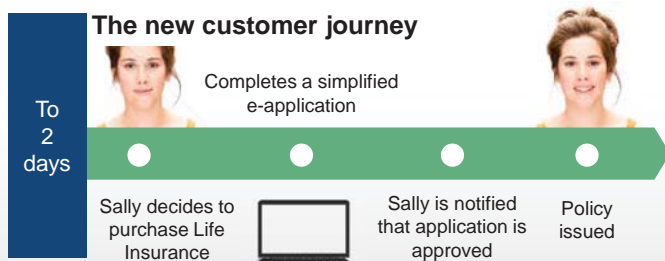 The new customer journey
To
2
days
Completes a simplified
e-application
Sally decides to
purchase Life
Insurance
Sally is notified
that application is
approved
Policy
issued